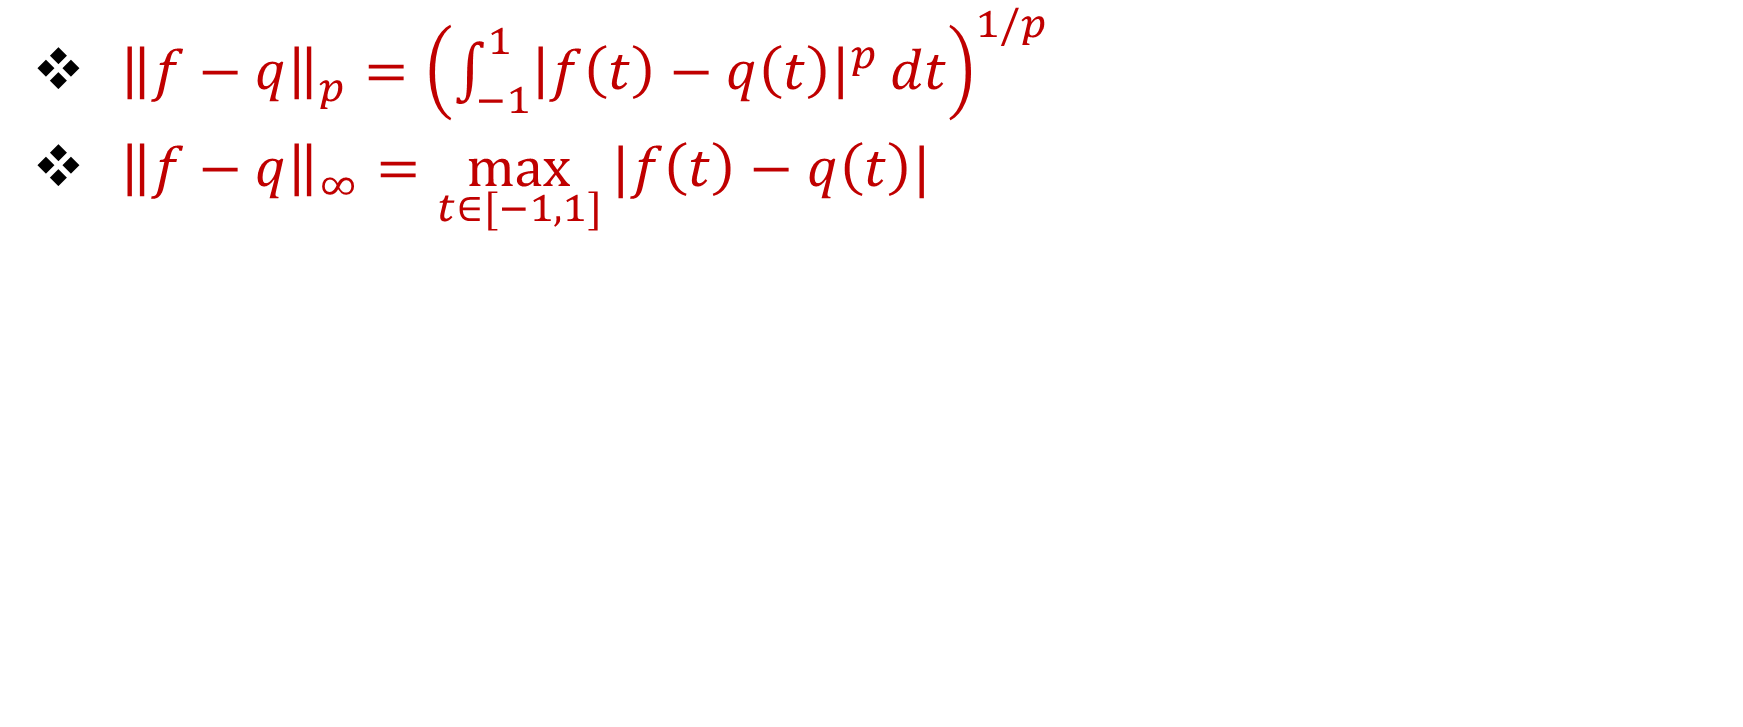 ❖ ‖f − q‖_p = (∫_{−1}^{1} |f(t) − q(t)|^p dt)^{1/p}
❖ ‖f − q‖_∞ = max_{t∈[−1,1]} |f(t) − q(t)|